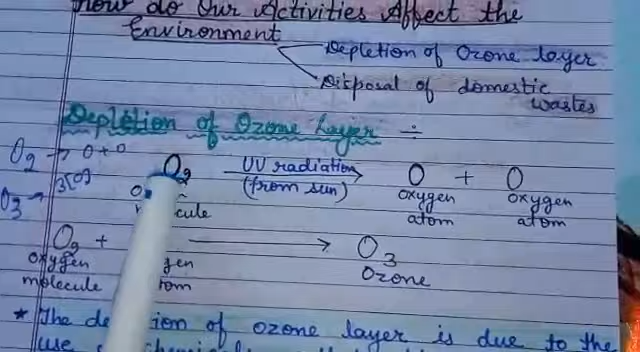 How do Our Activities Affect the
Environment
Depletion of Ozone layer
Disposal of domestic
wastes
Depletion of Ozone Layer ÷
O2 → O + O
O3 → 3(O)
O2 UV radiation (from sun) → O + O
oxygen atom oxygen atom
O2 + → O3
oxygen molecule Ozone
* The of ozone layer is due to the
use